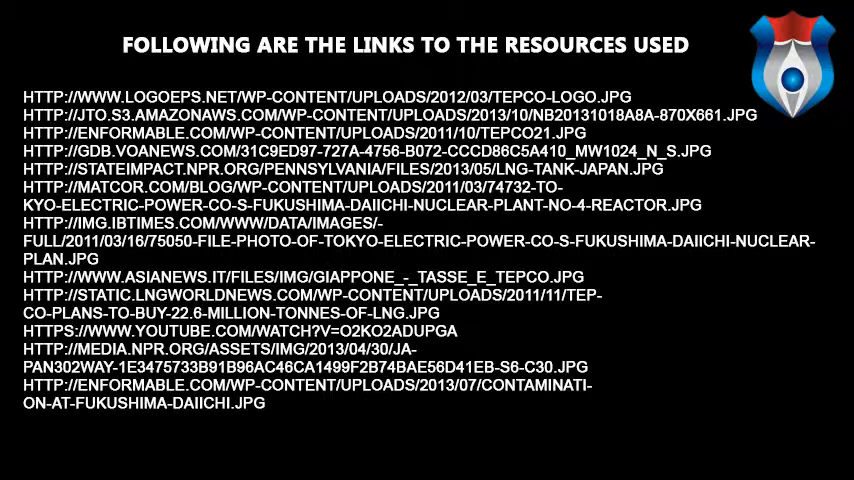 FOLLOWING ARE THE LINKS TO THE RESOURCES USED
HTTP://WWW.LOGOEPS.NET/WP-CONTENT/UPLOADS/2012/03/TEPCO-LOGO.JPG
HTTP://JTO.S3.AMAZONAWS.COM/WP-CONTENT/UPLOADS/2013/10/NB20131018A8A-870X661.JPG
HTTP://ENFORMABLE.COM/WP-CONTENT/UPLOADS/2011/10/TEPCO21.JPG
HTTP://GDB.VOANEWS.COM/31C9ED97-727A-4756-B072-CCCD86C5A410_MW1024_N_S.JPG
HTTP://STATEIMPACT.NPR.ORG/PENNSYLVANIA/FILES/2013/05/LNG-TANK-JAPAN.JPG
HTTP://MATCOR.COM/BLOG/WP-CONTENT/UPLOADS/2011/03/74732-TO-
KYO-ELECTRIC-POWER-CO-S-FUKUSHIMA-DAIICHI-NUCLEAR-PLANT-NO-4-REACTOR.JPG
HTTP://IMG.IBTIMES.COM/WWW/DATA/IMAGES/-
FULL/2011/03/16/75050-FILE-PHOTO-OF-TOKYO-ELECTRIC-POWER-CO-S-FUKUSHIMA-DAIICHI-NUCLEAR-
PLAN.JPG
HTTP://WWW.ASIANEWS.IT/FILES/IMG/GIAPPONE_-_TASSE_E_TEPCO.JPG
HTTP://STATIC.LNGWORLDNEWS.COM/WP-CONTENT/UPLOADS/2011/11/TEP-
CO-PLANS-TO-BUY-22.6-MILLION-TONNES-OF-LNG.JPG
HTTPS://WWW.YOUTUBE.COM/WATCH?V=O2KO2ADUPGA
HTTP://MEDIA.NPR.ORG/ASSETS/IMG/2013/04/30/JA-
PAN302WAY-1E3475733B91B96AC46CA1499F2B74BAE56D41EB-S6-C30.JPG
HTTP://ENFORMABLE.COM/WP-CONTENT/UPLOADS/2013/07/CONTAMINATI-
ON-AT-FUKUSHIMA-DAIICHI.JPG